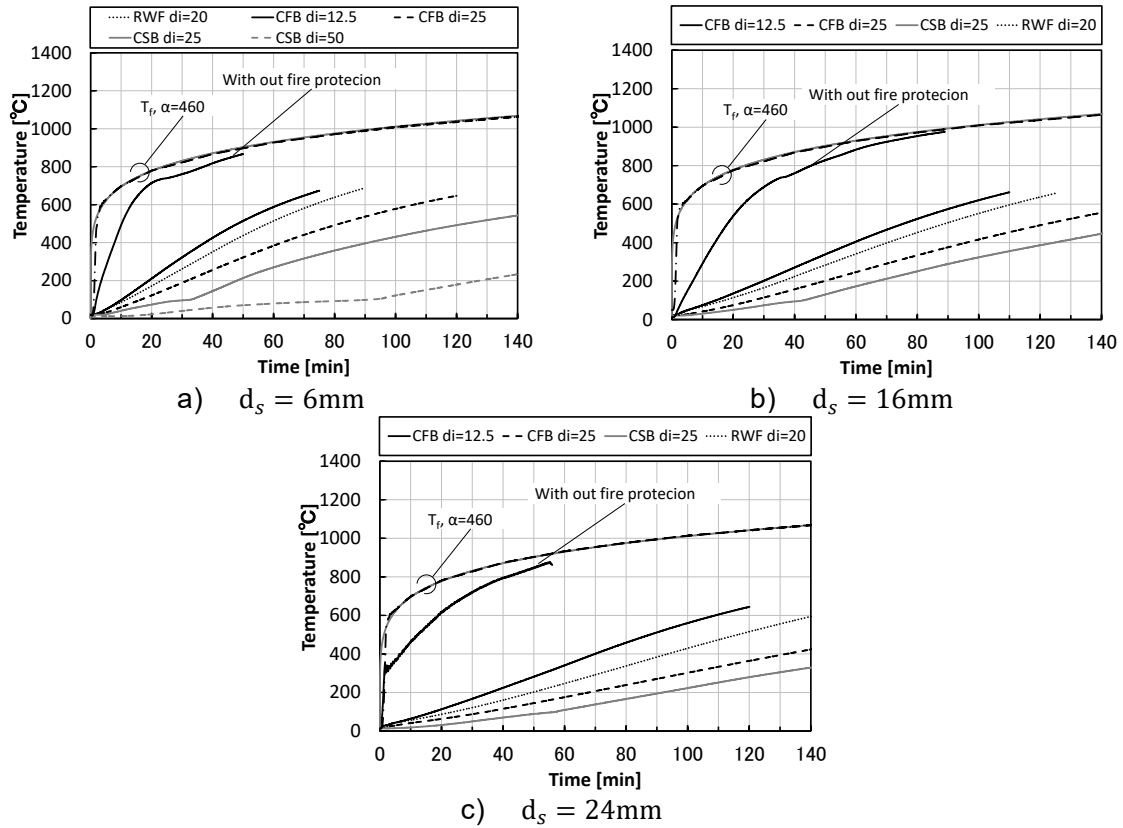 RWF di=20 CFB di=12.5 CFB di=25
CSB di=25 CSB di=50
1400
1200
1000
800
600
400
200
0
Temperature [℃]
With out fire protecion
T_f, α=460
0 20 40 60 80 100 120 140
Time [min]
a) d_s = 6mm
CFB di=12.5 CFB di=25 CSB di=25 RWF di=20
1400
1200
1000
800
600
400
200
0
Temperature [℃]
With out fire protecion
T_f, α=460
0 20 40 60 80 100 120 140
Time [min]
b) d_s = 16mm
CFB di=12.5 CFB di=25 CSB di=25 RWF di=20
1400
1200
1000
800
600
400
200
0
Temperature [℃]
With out fire protecion
T_f, α=460
0 20 40 60 80 100 120 140
Time [min]
c) d_s = 24mm